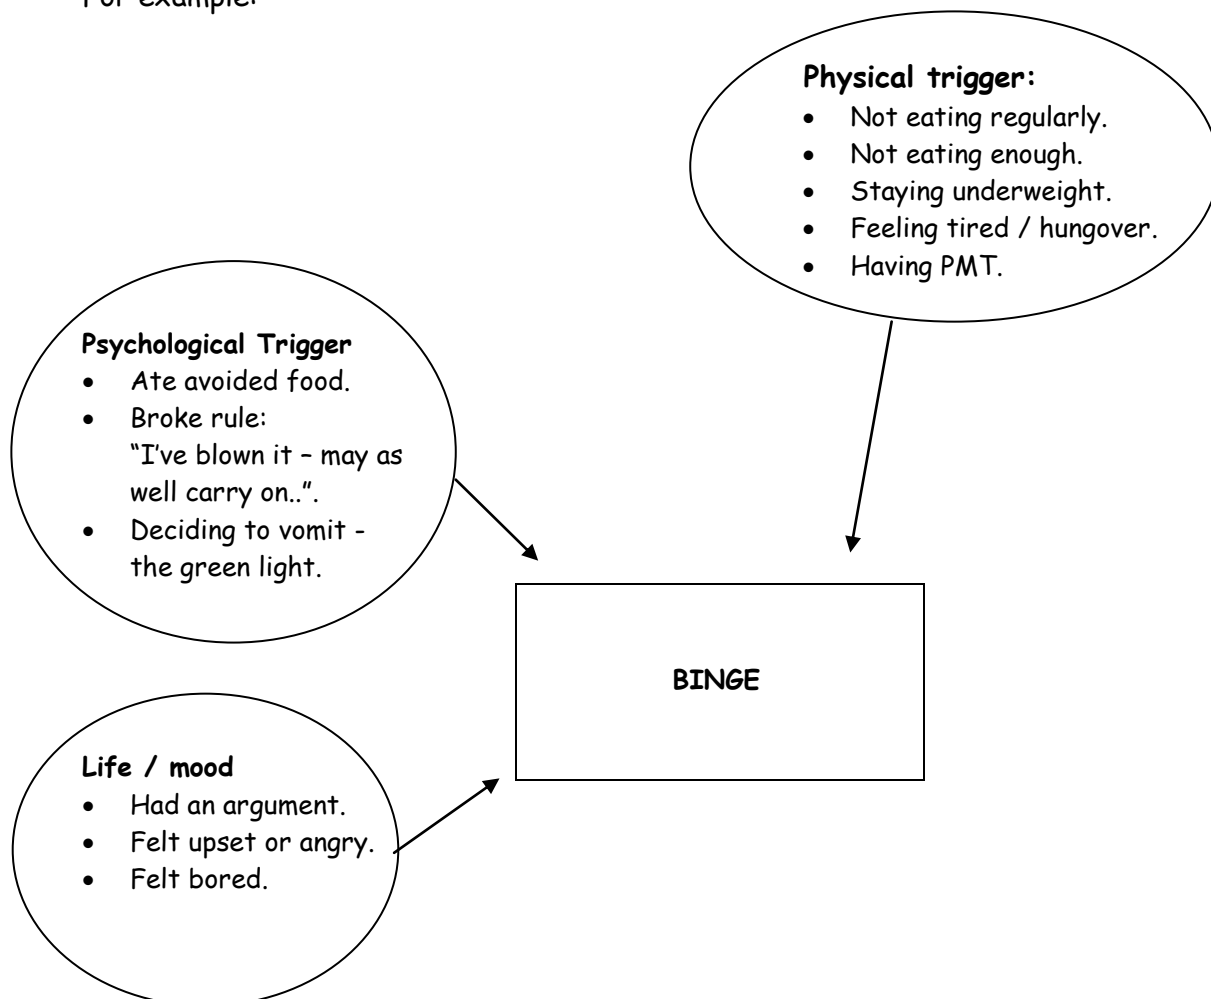 For example:
Physical trigger:
• Not eating regularly.
• Not eating enough.
• Staying underweight.
• Feeling tired / hungover.
• Having PMT.
Psychological Trigger
• Ate avoided food.
• Broke rule:
“I’ve blown it – may as
well carry on..”.
• Deciding to vomit -
the green light.
BINGE
Life / mood
• Had an argument.
• Felt upset or angry.
• Felt bored.